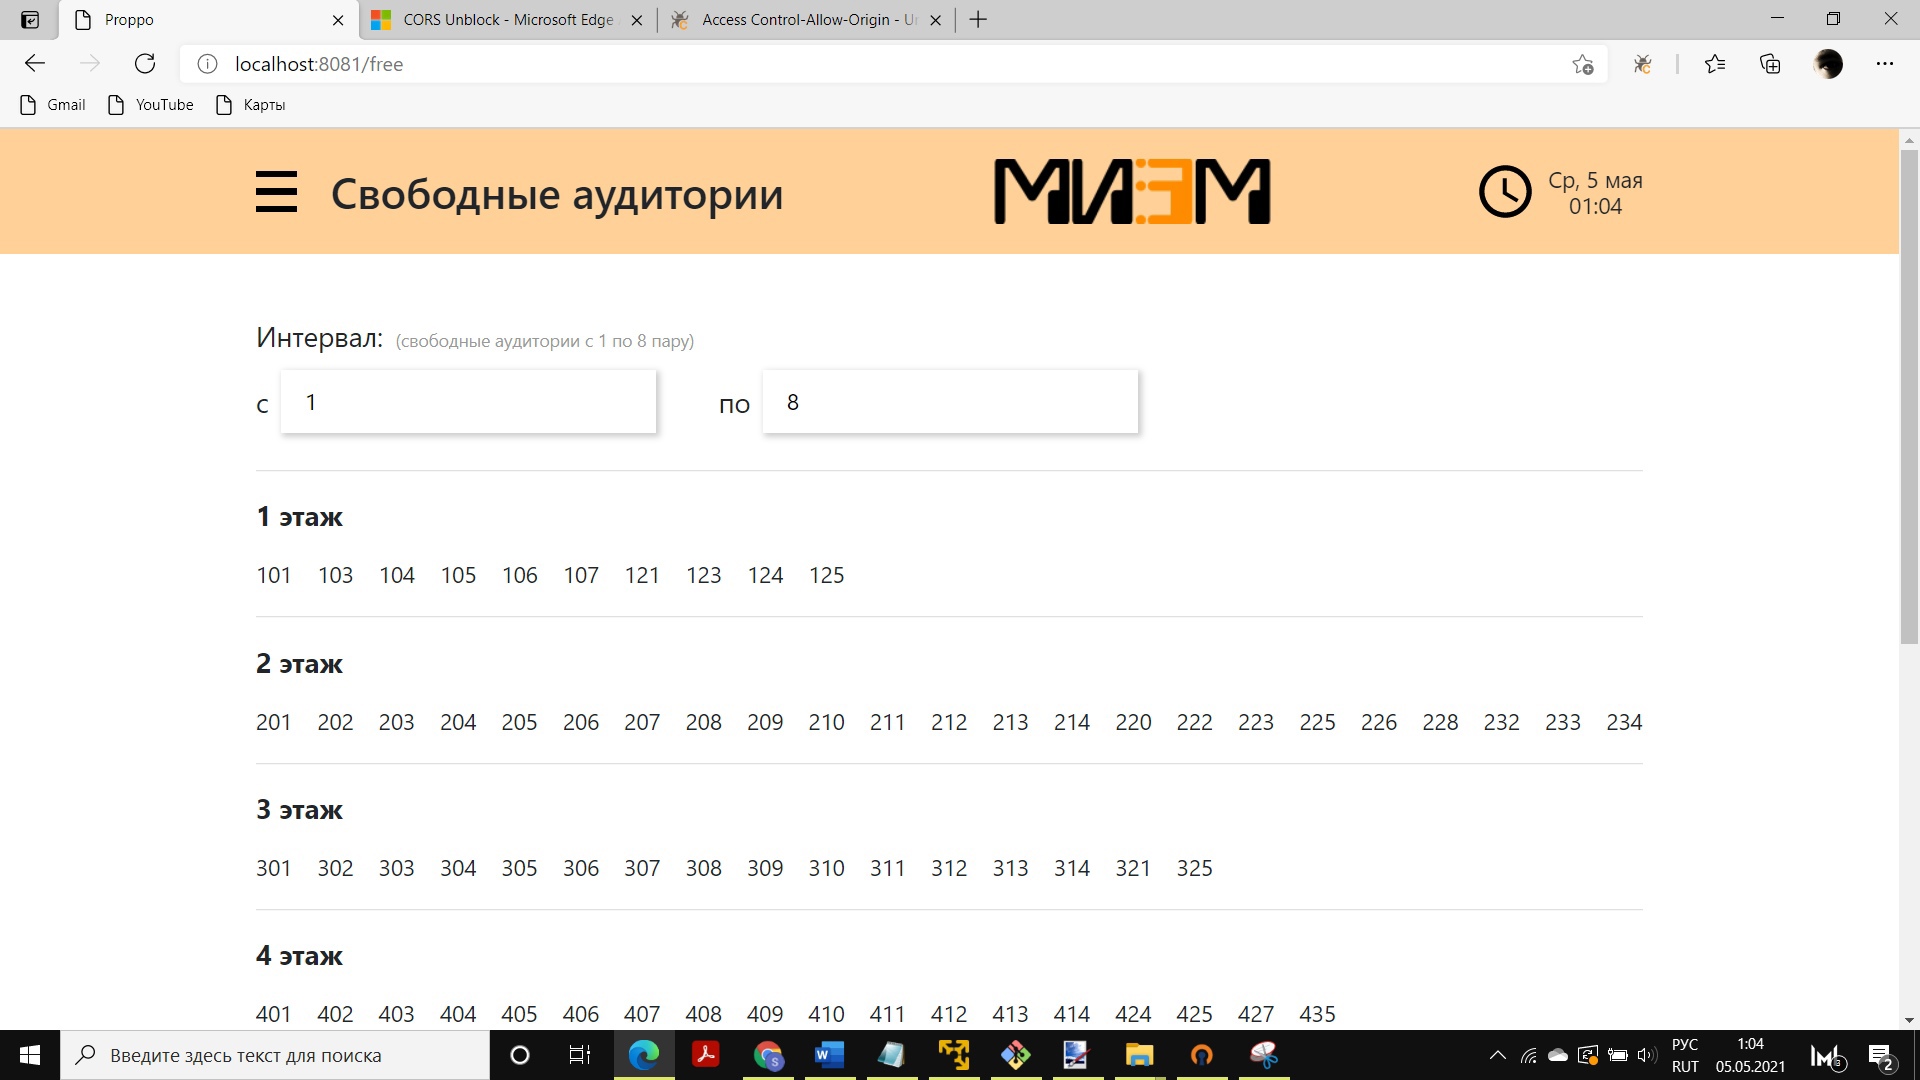 Proppo
CORS Unblock - Microsoft Edge
Access Control-Allow-Origin - Un
localhost:8081/free
Gmail YouTube Карты
Свободные аудитории
МИЭМ
Ср, 5 мая
01:04
Интервал: (свободные аудитории с 1 по 8 пару)
с 1 по 8
1 этаж
101 103 104 105 106 107 121 123 124 125
2 этаж
201 202 203 204 205 206 207 208 209 210 211 212 213 214 220 222 223 225 226 228 232 233 234
3 этаж
301 302 303 304 305 306 307 308 309 310 311 312 313 314 321 325
4 этаж
401 402 403 404 405 406 407 408 409 410 411 412 413 414 424 425 427 435
Введите здесь текст для поиска
РУС
RUT
1:04
05.05.2021
2